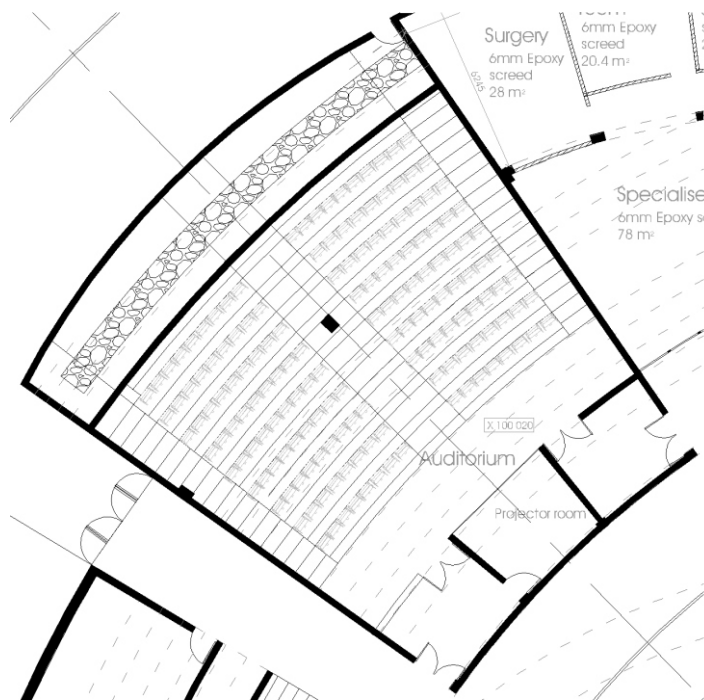 Surgery
6mm Epoxy
screed
28 m²
6mm Epoxy
screed
20.4 m²
6245
Specialise
6mm Epoxy
78 m²
X 100 020
Auditorium
Projector room